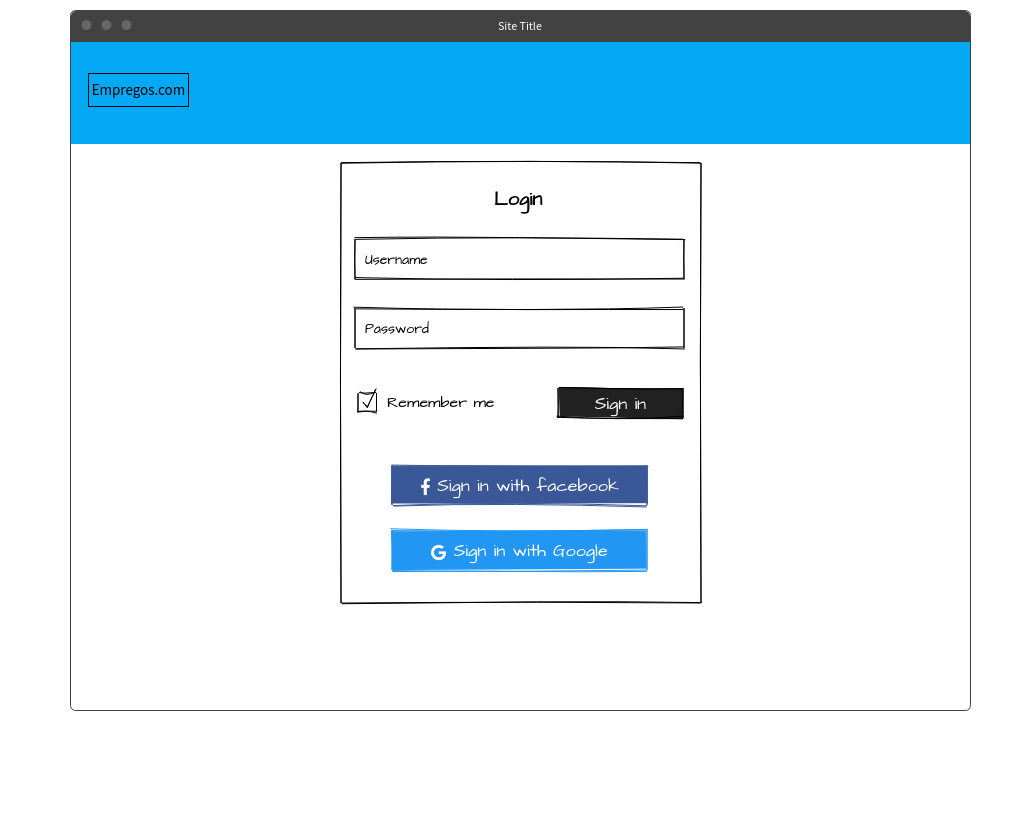 Site Title
Empregos.com
Login
Username
Password
Remember me
Sign in
Sign in with facebook
Sign in with Google